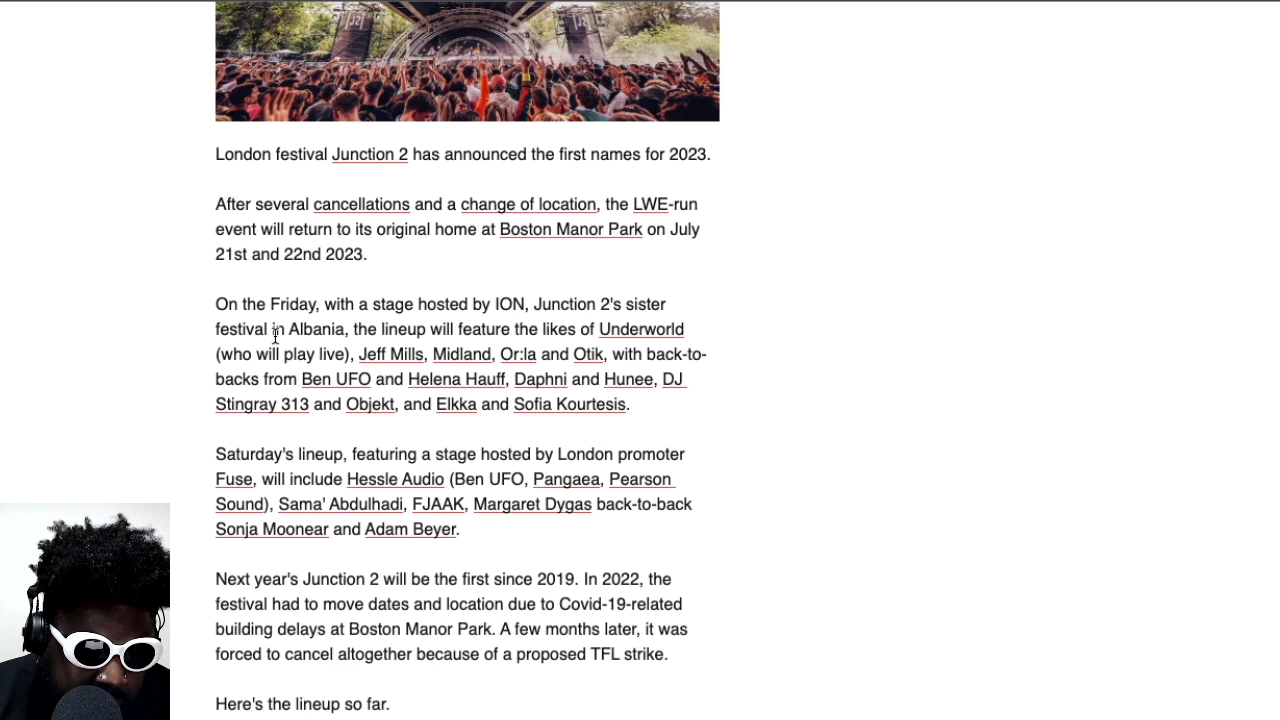 J2
J2
London festival Junction 2 has announced the first names for 2023.
After several cancellations and a change of location, the LWE-run
event will return to its original home at Boston Manor Park on July
21st and 22nd 2023.
On the Friday, with a stage hosted by ION, Junction 2's sister
festival in Albania, the lineup will feature the likes of Underworld
(who will play live), Jeff Mills, Midland, Or:la and Otik, with back-to-
backs from Ben UFO and Helena Hauff, Daphni and Hunee, DJ
Stingray 313 and Objekt, and Elkka and Sofia Kourtesis.
Saturday's lineup, featuring a stage hosted by London promoter
Fuse, will include Hessle Audio (Ben UFO, Pangaea, Pearson
Sound), Sama' Abdulhadi, FJAAK, Margaret Dygas back-to-back
Sonja Moonear and Adam Beyer.
Next year's Junction 2 will be the first since 2019. In 2022, the
festival had to move dates and location due to Covid-19-related
building delays at Boston Manor Park. A few months later, it was
forced to cancel altogether because of a proposed TFL strike.
Here's the lineup so far.